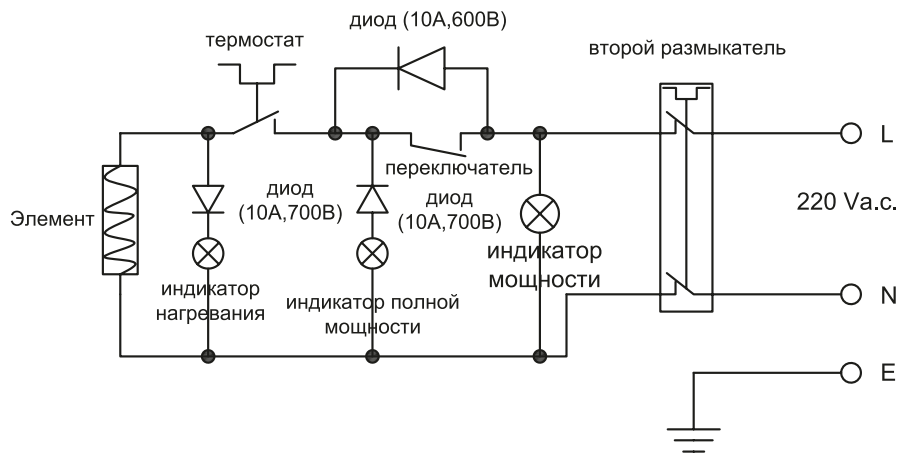 диод (10А,600В)
термостат
второй размыкатель
L
переключатель
Элемент
диод
(10А,700В)
диод
(10А,700В)
220 Va.c.
индикатор
мощности
индикатор
нагревания
индикатор полной
мощности
N
E